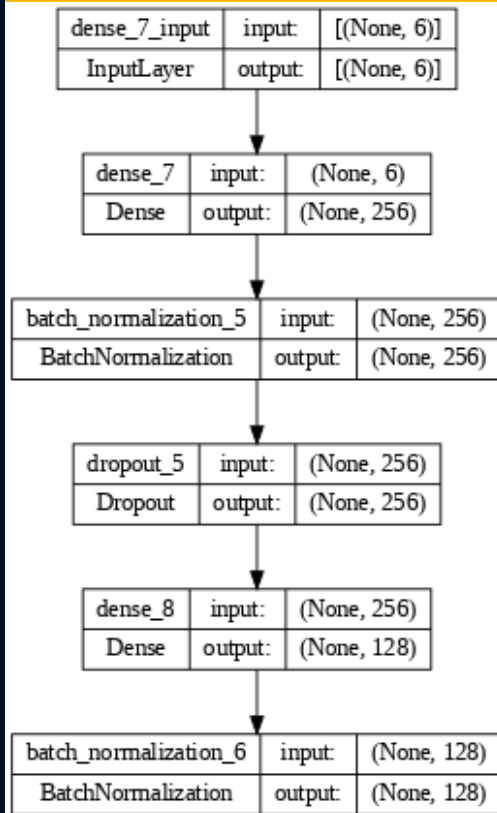 dense_7_input input: [(None, 6)]
InputLayer output: [(None, 6)]
dense_7 input: (None, 6)
Dense output: (None, 256)
batch_normalization_5 input: (None, 256)
BatchNormalization output: (None, 256)
dropout_5 input: (None, 256)
Dropout output: (None, 256)
dense_8 input: (None, 256)
Dense output: (None, 128)
batch_normalization_6 input: (None, 128)
BatchNormalization output: (None, 128)